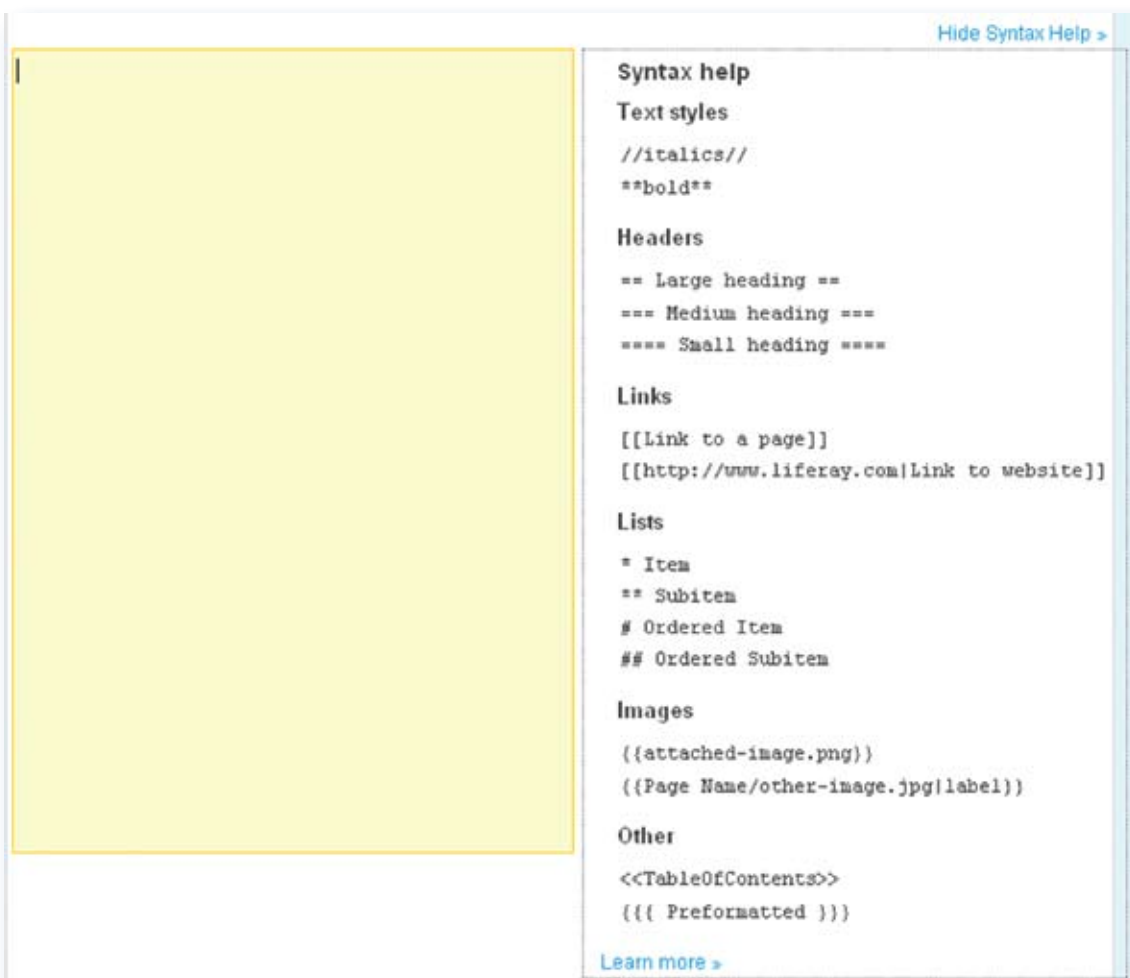 Hide Syntax Help »
Syntax help
Text styles
//italics//
**bold**
Headers
== Large heading ==
=== Medium heading ===
==== Small heading ====
Links
[[Link to a page]]
[[http://www.liferay.com|Link to website]]
Lists
* Item
** Subitem
# Ordered Item
## Ordered Subitem
Images
{{attached-image.png}}
{{Page Name/other-image.jpg|label}}
Other
<<TableOfContents>>
{{{ Preformatted }}}
Learn more »